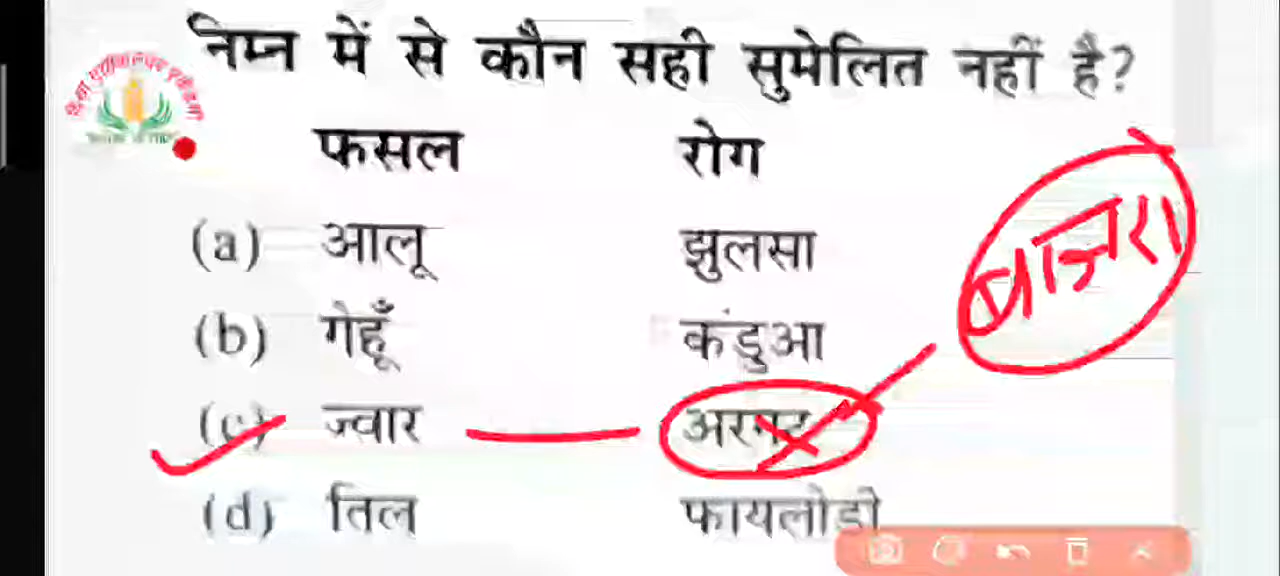 निम्न में से कौन सही सुमेलित नहीं है?
फसल रोग
(a) आलू झुलसा
(b) गेहूँ कंडुआ
(c) ज्वार अरगट
बाजरा
(d) तिल फायलोडी